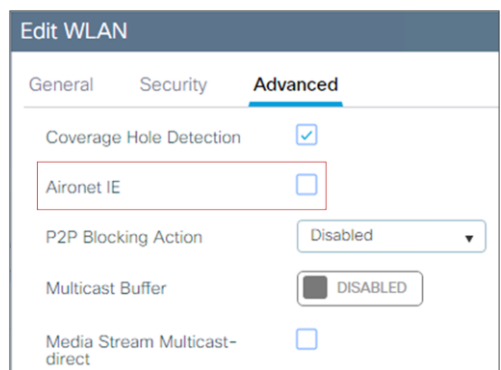 Edit WLAN
General Security Advanced
Coverage Hole Detection
Aironet IE
P2P Blocking Action Disabled
Multicast Buffer DISABLED
Media Stream Multicast-
direct